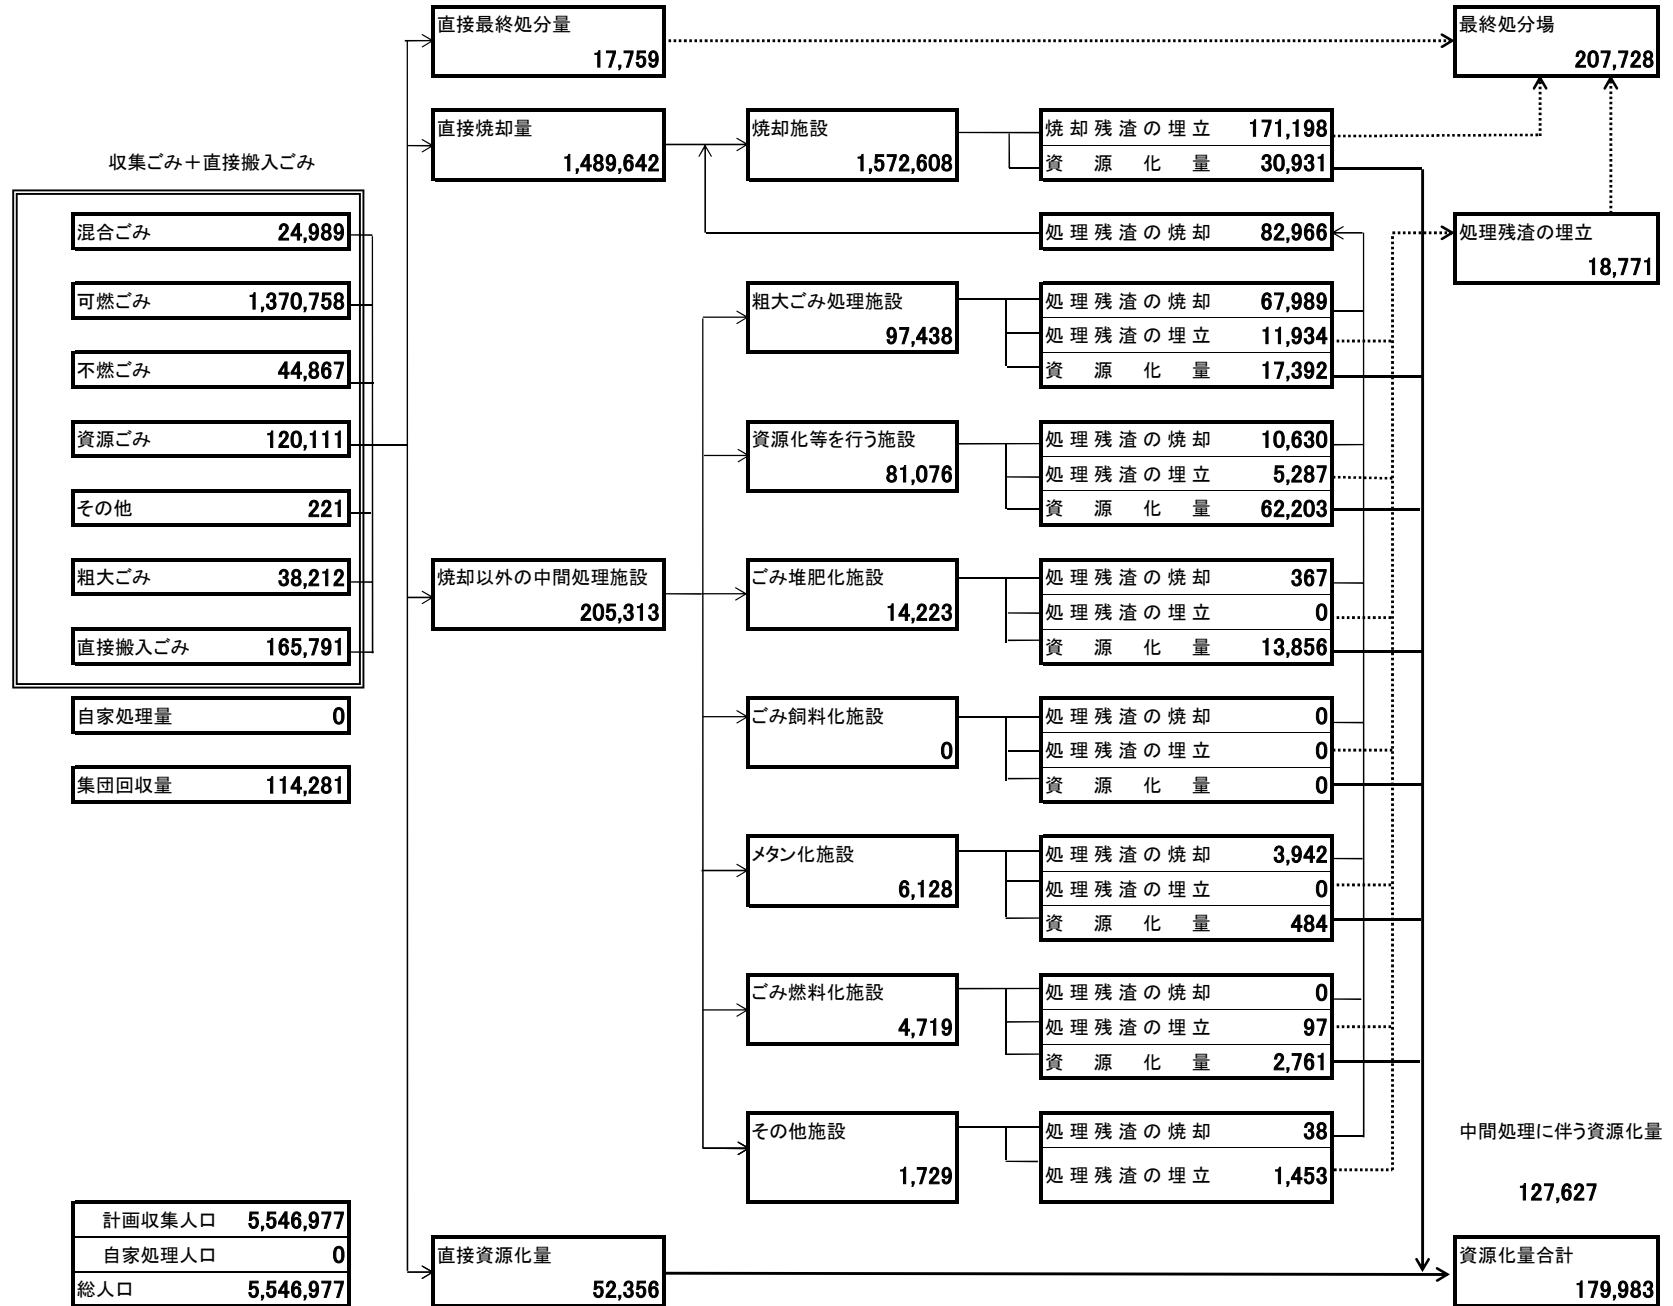 直接最終処分量
17,759
最終処分場
207,728
直接焼却量
1,489,642
焼却施設
1,572,608
焼却残渣の埋立 171,198
資源化量 30,931
収集ごみ＋直接搬入ごみ
混合ごみ 24,989
処理残渣の焼却 82,966
処理残渣の埋立
18,771
可燃ごみ 1,370,758
粗大ごみ処理施設
97,438
処理残渣の焼却 67,989
処理残渣の埋立 11,934
資源化量 17,392
不燃ごみ 44,867
資源ごみ 120,111
資源化等を行う施設
81,076
処理残渣の焼却 10,630
処理残渣の埋立 5,287
資源化量 62,203
その他 221
粗大ごみ 38,212
焼却以外の中間処理施設
205,313
ごみ堆肥化施設
14,223
処理残渣の焼却 367
処理残渣の埋立 0
資源化量 13,856
直接搬入ごみ 165,791
自家処理量 0
ごみ飼料化施設
0
処理残渣の焼却 0
処理残渣の埋立 0
資源化量 0
集団回収量 114,281
メタン化施設
6,128
処理残渣の焼却 3,942
処理残渣の埋立 0
資源化量 484
ごみ燃料化施設
4,719
処理残渣の焼却 0
処理残渣の埋立 97
資源化量 2,761
その他施設
1,729
処理残渣の焼却 38
処理残渣の埋立 1,453
中間処理に伴う資源化量
127,627
計画収集人口 5,546,977
自家処理人口 0
総人口 5,546,977
直接資源化量
52,356
資源化量合計
179,983